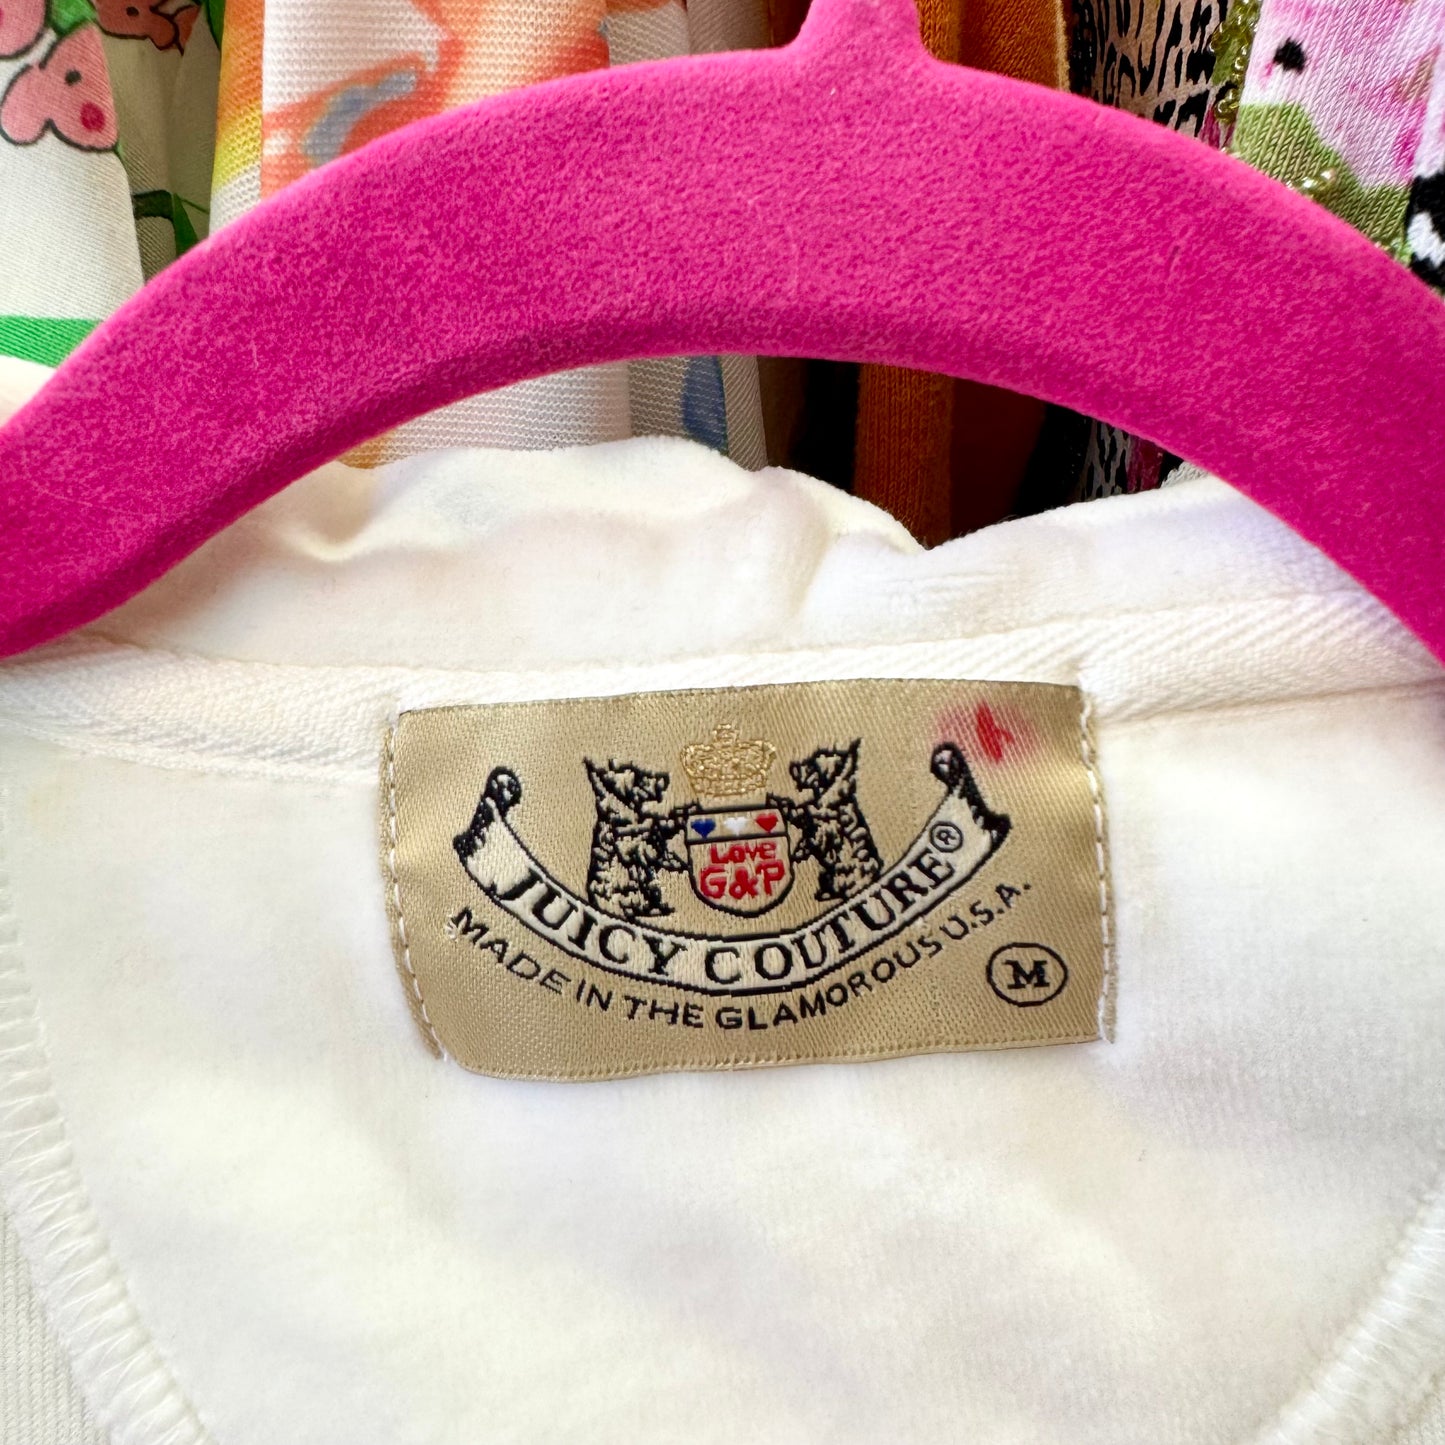 Love
G&P
JUICY COUTURE®
MADE IN THE GLAMOROUS U.S.A.
M